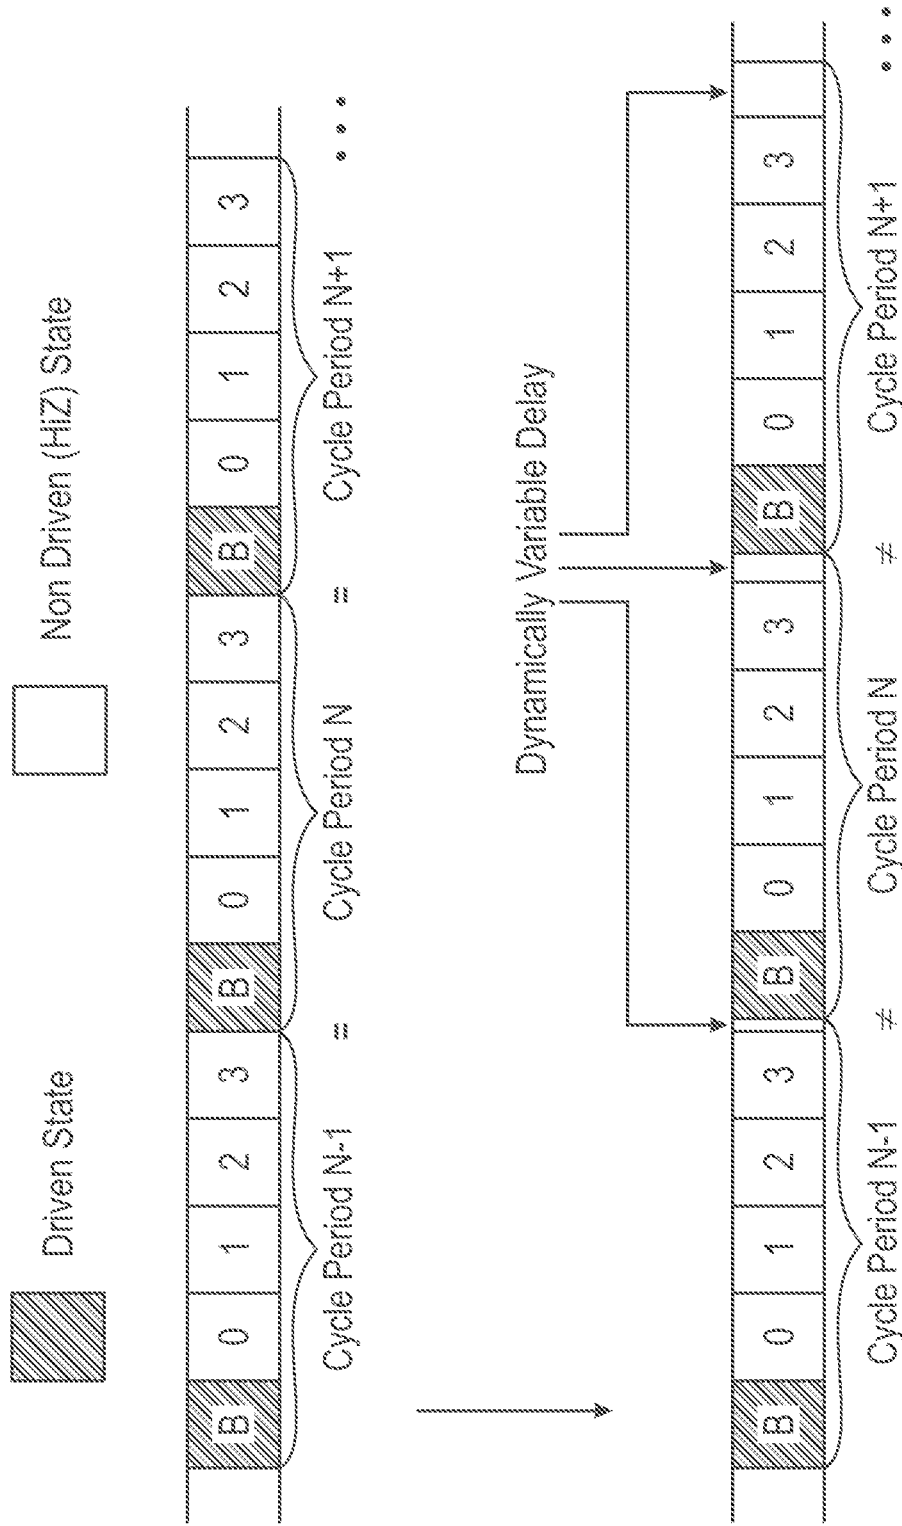 Driven State
Non Driven (HiZ) State
B 0 1 2 3 B 0 1 2 3 B 0 1 2 3
Cycle Period N-1 = Cycle Period N = Cycle Period N+1 • • •
Dynamically Variable Delay
B 0 1 2 3 B 0 1 2 3 B 0 1 2 3
Cycle Period N-1 ≠ Cycle Period N ≠ Cycle Period N+1 • • •